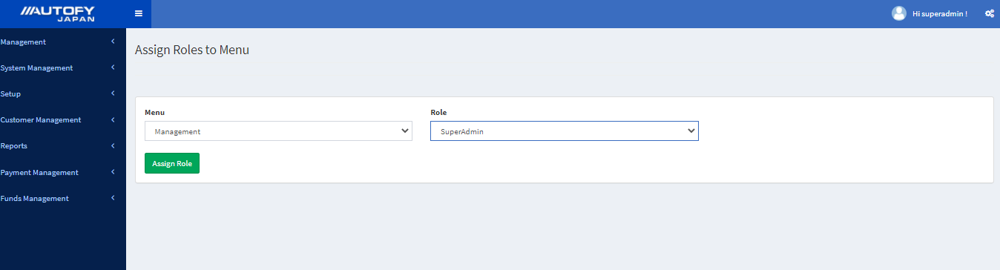 //AUTOFY
JAPAN
Hi superadmin !
Management
System Management
Setup
Customer Management
Reports
Payment Management
Funds Management
Assign Roles to Menu
Menu
Role
Management
SuperAdmin
Assign Role